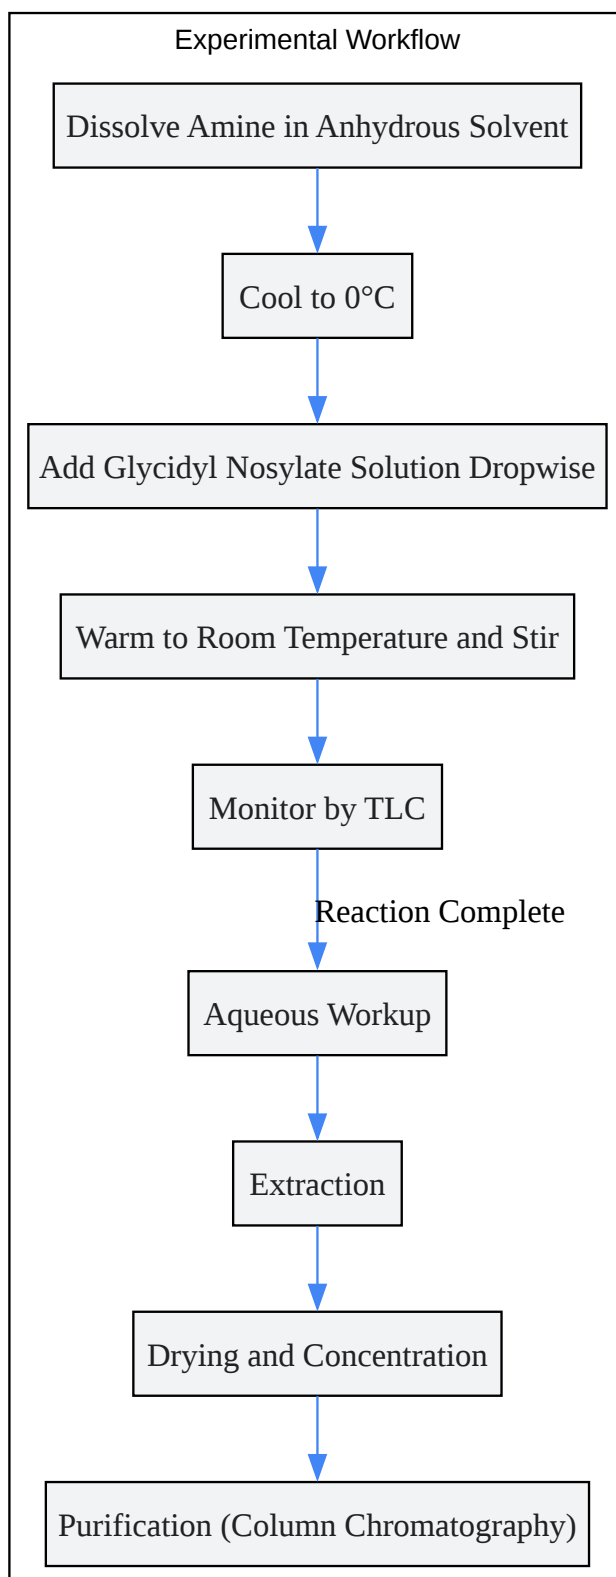 Experimental Workflow
Dissolve Amine in Anhydrous Solvent
Cool to 0°C
Add Glycidyl Nosylate Solution Dropwise
Warm to Room Temperature and Stir
Monitor by TLC
Reaction Complete
Aqueous Workup
Extraction
Drying and Concentration
Purification (Column Chromatography)